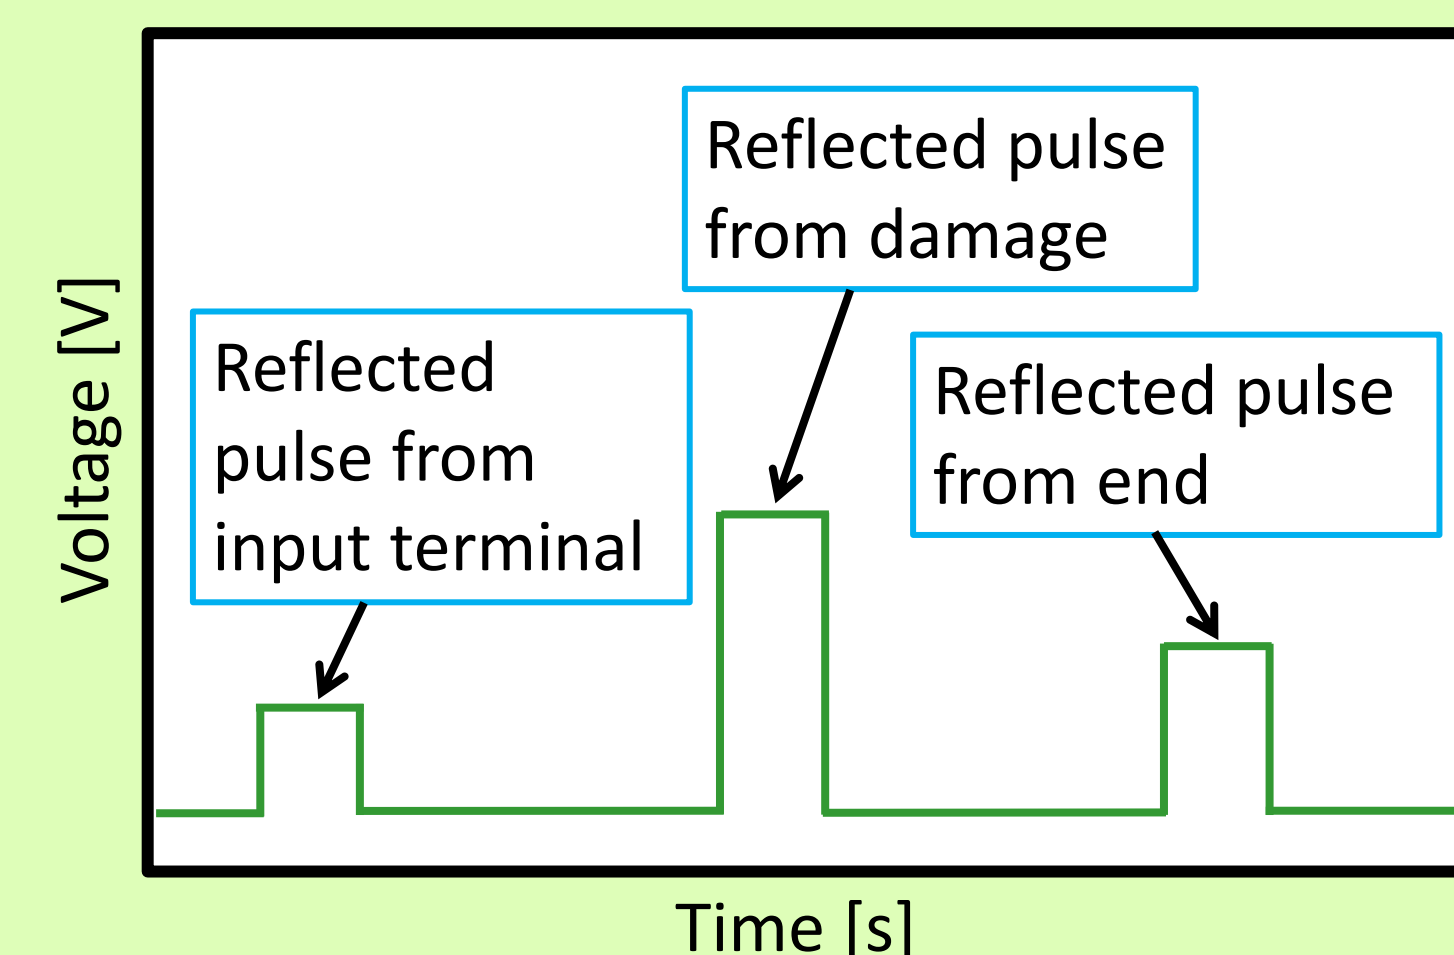 Reflected pulse
from damage
Reflected
pulse from
input terminal
Reflected pulse
from end
Voltage [V]
Time [s]